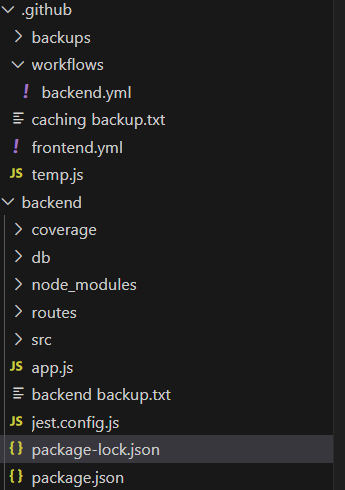 .github
backups
workflows
! backend.yml
caching backup.txt
! frontend.yml
JS temp.js
backend
coverage
db
node_modules
routes
src
JS app.js
backend backup.txt
JS jest.config.js
{} package-lock.json
{} package.json